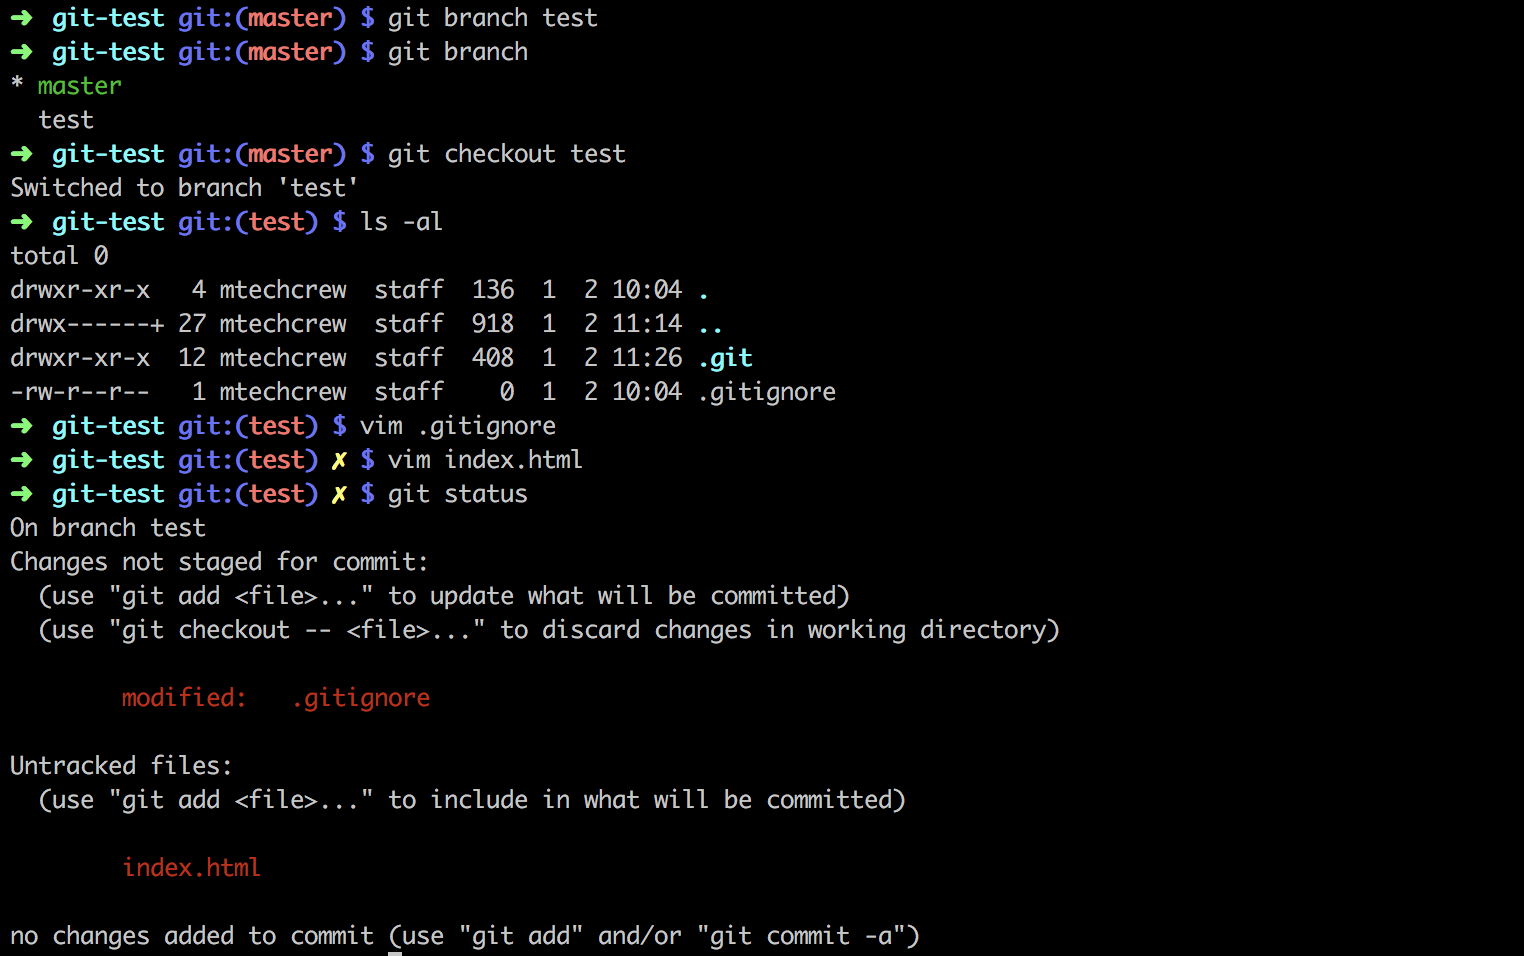 ➜  git-test git:(master) $ git branch test
➜  git-test git:(master) $ git branch
* master
  test
➜  git-test git:(master) $ git checkout test
Switched to branch 'test'
➜  git-test git:(test) $ ls -al
total 0
drwxr-xr-x   4 mtechcrew  staff  136  1  2 10:04 .
drwx------+ 27 mtechcrew  staff  918  1  2 11:14 ..
drwxr-xr-x  12 mtechcrew  staff  408  1  2 11:26 .git
-rw-r--r--   1 mtechcrew  staff    0  1  2 10:04 .gitignore
➜  git-test git:(test) $ vim .gitignore
➜  git-test git:(test) ✗ $ vim index.html
➜  git-test git:(test) ✗ $ git status
On branch test
Changes not staged for commit:
  (use "git add <file>..." to update what will be committed)
  (use "git checkout -- <file>..." to discard changes in working directory)

        modified:   .gitignore

Untracked files:
  (use "git add <file>..." to include in what will be committed)

        index.html

no changes added to commit (use "git add" and/or "git commit -a")